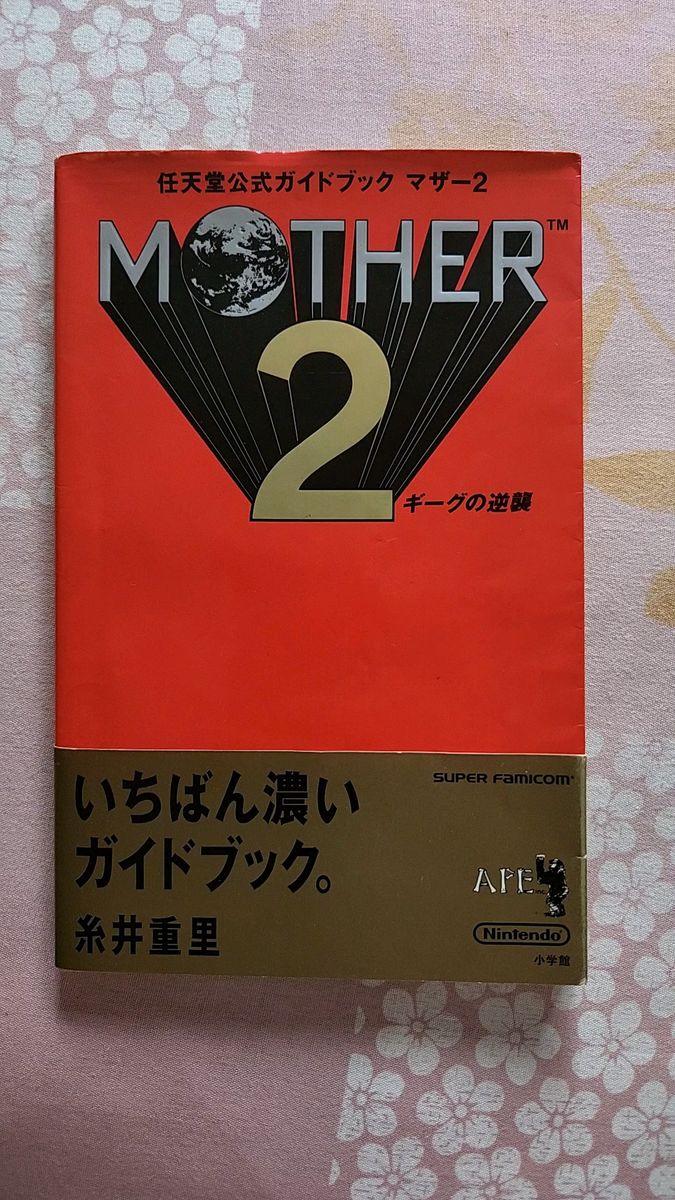 任天堂公式ガイドブック マザー2
MOTHER™
2
ギーグの逆襲
いちばん濃い
ガイドブック。
糸井重里
SUPER FAMICOM
APE inc.
Nintendo®
小学館